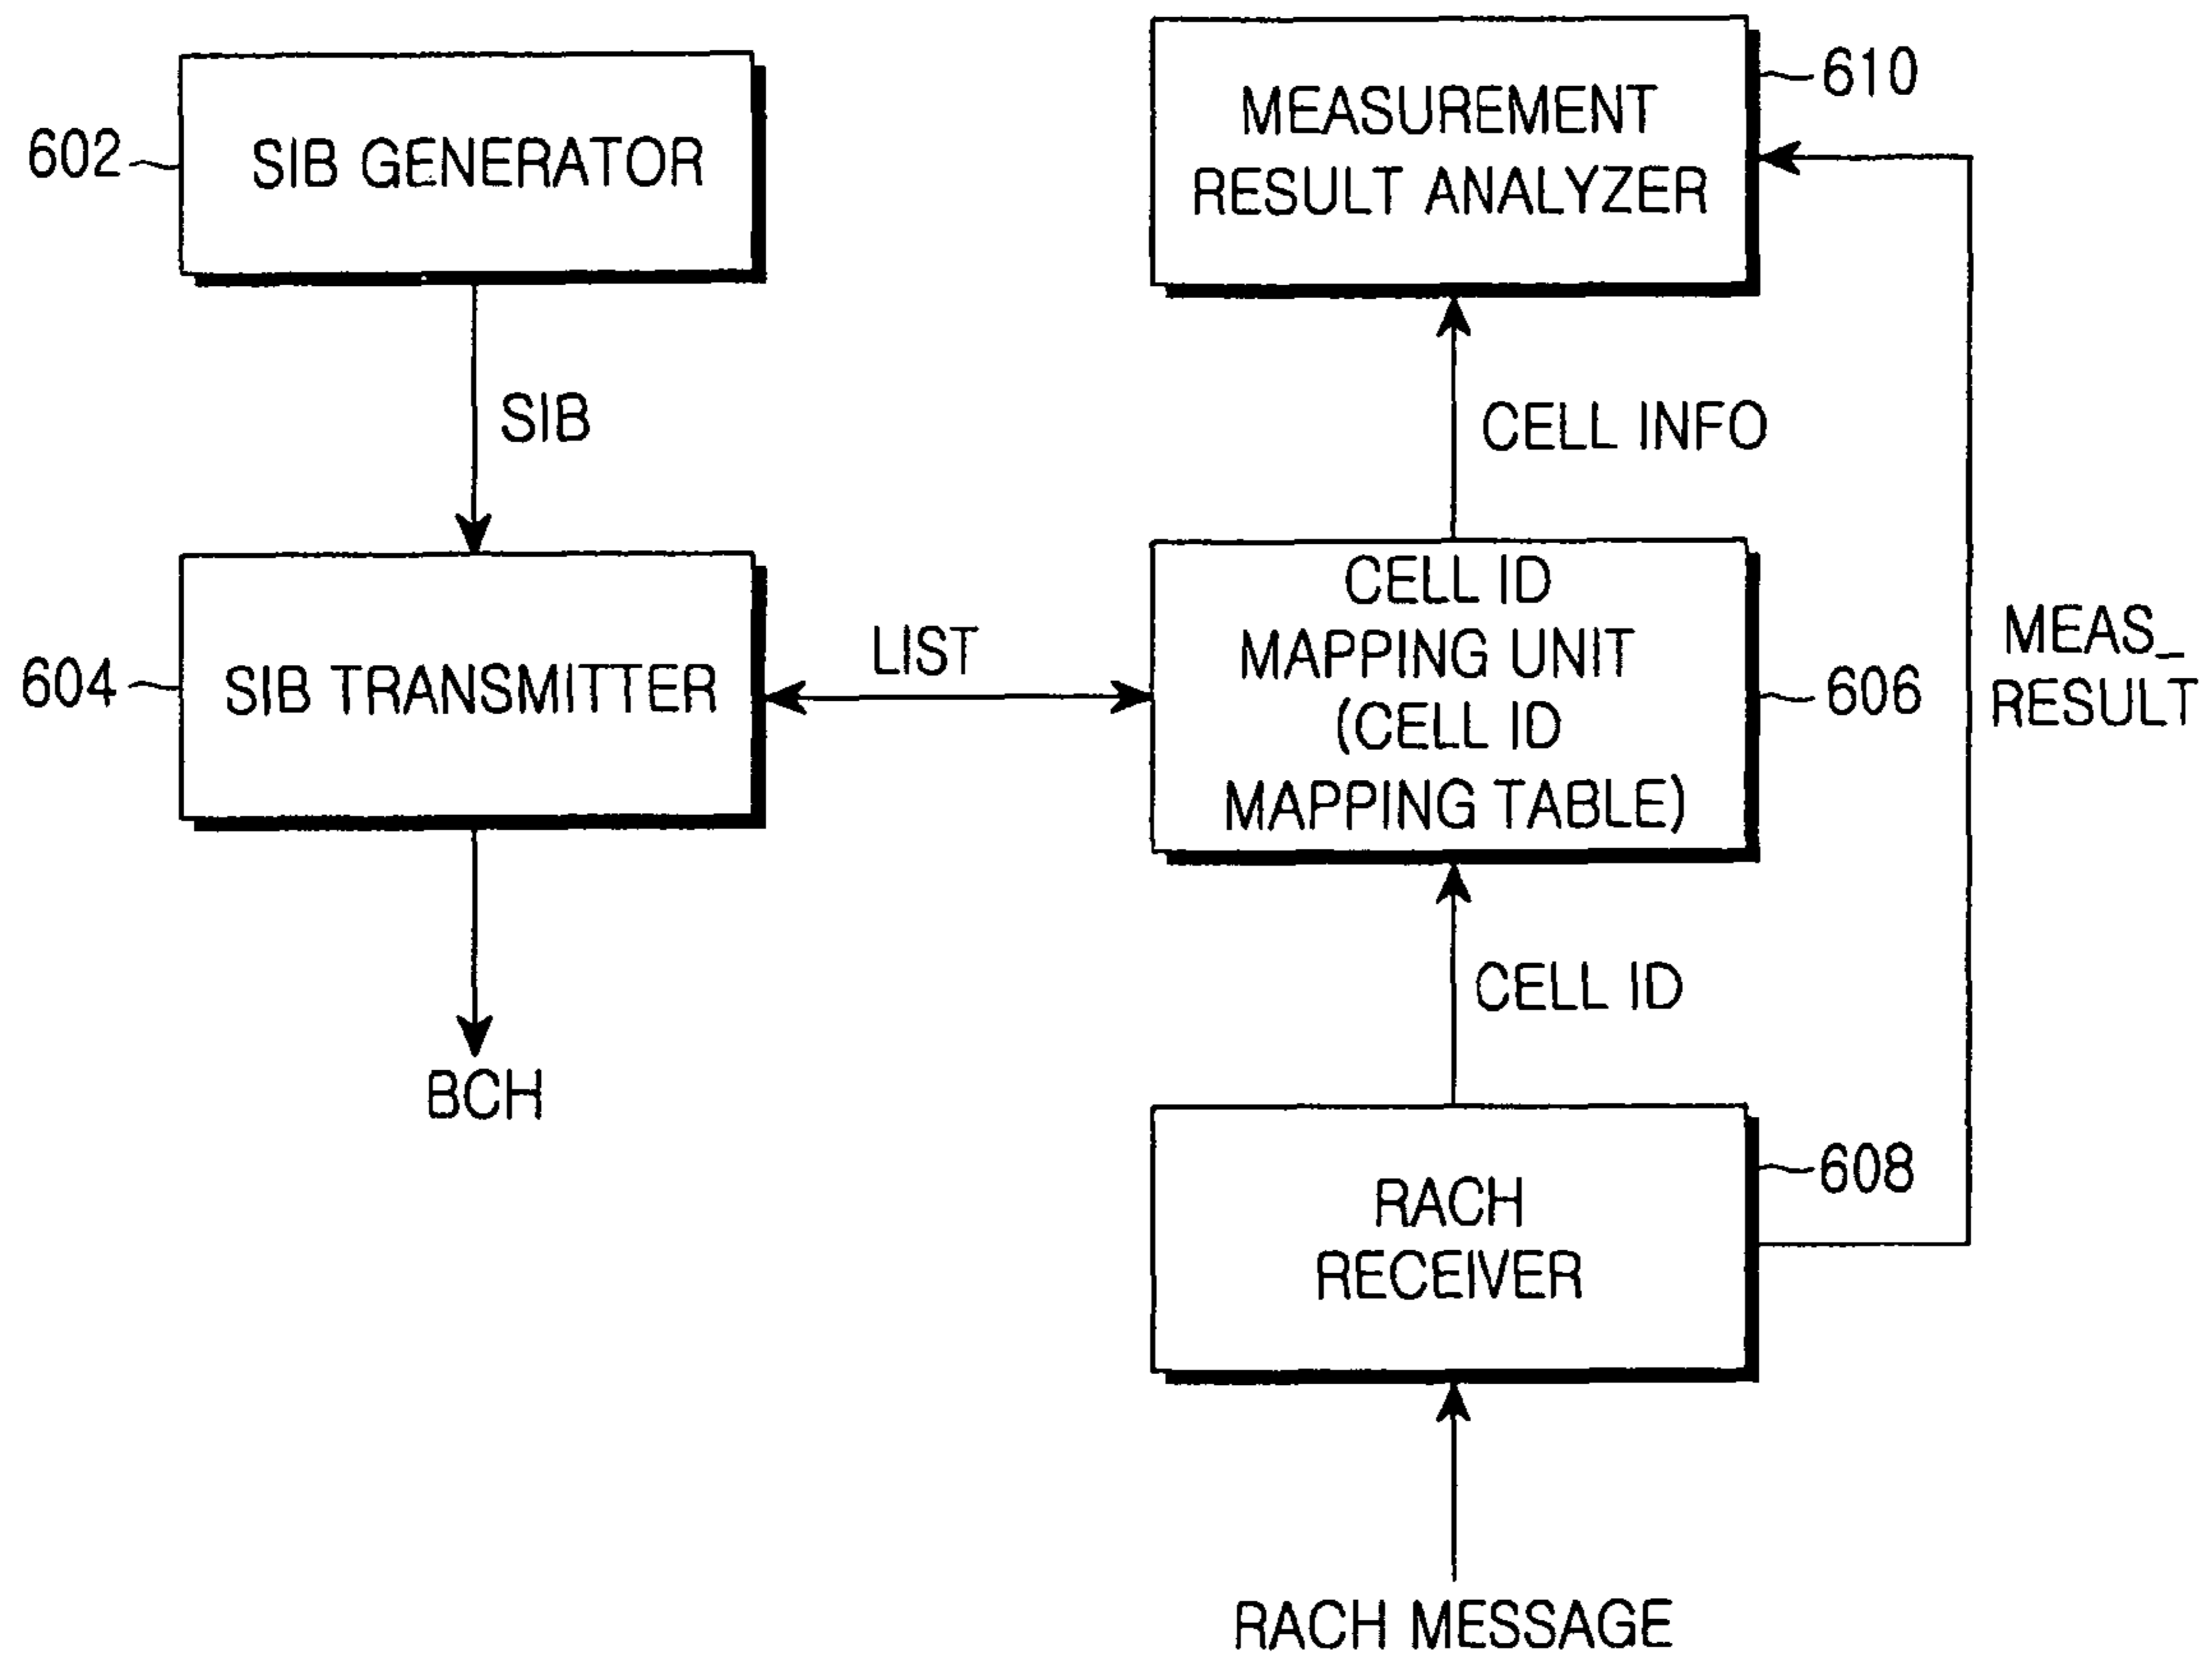 602
SIB GENERATOR
SIB
604
SIB TRANSMITTER
BCH
LIST
610
MEASUREMENT
RESULT ANALYZER
CELL INFO
CELL ID
MAPPING UNIT
(CELL ID
MAPPING TABLE)
606
MEAS_
RESULT
CELL ID
608
RACH
RECEIVER
RACH MESSAGE